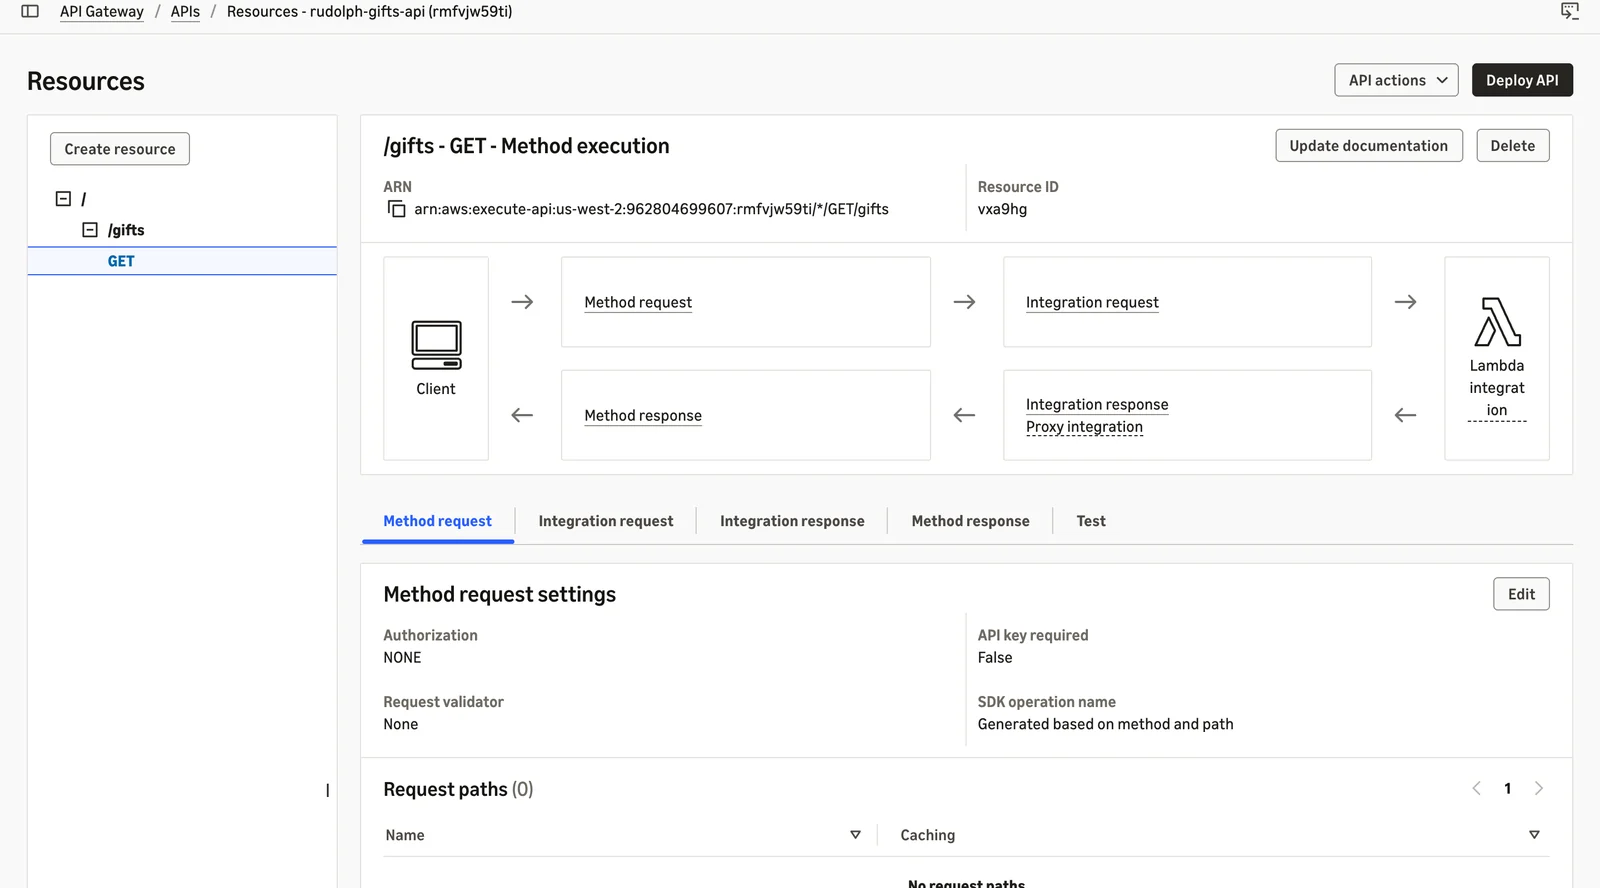 API Gateway / APIs / Resources - rudolph-gifts-api (rmfvjw59ti)
Resources
API actions
Deploy API
Create resource
/
/gifts
GET
/gifts - GET - Method execution
Update documentation
Delete
ARN
arn:aws:execute-api:us-west-2:962804699607:rmfvjw59ti/*/GET/gifts
Resource ID
vxa9hg
Client
Method request
Integration request
Method response
Integration response
Proxy integration
Lambda
integrat
ion
Method request
Integration request
Integration response
Method response
Test
Method request settings
Edit
Authorization
NONE
API key required
False
Request validator
None
SDK operation name
Generated based on method and path
Request paths (0)
1
Name
Caching
No request paths